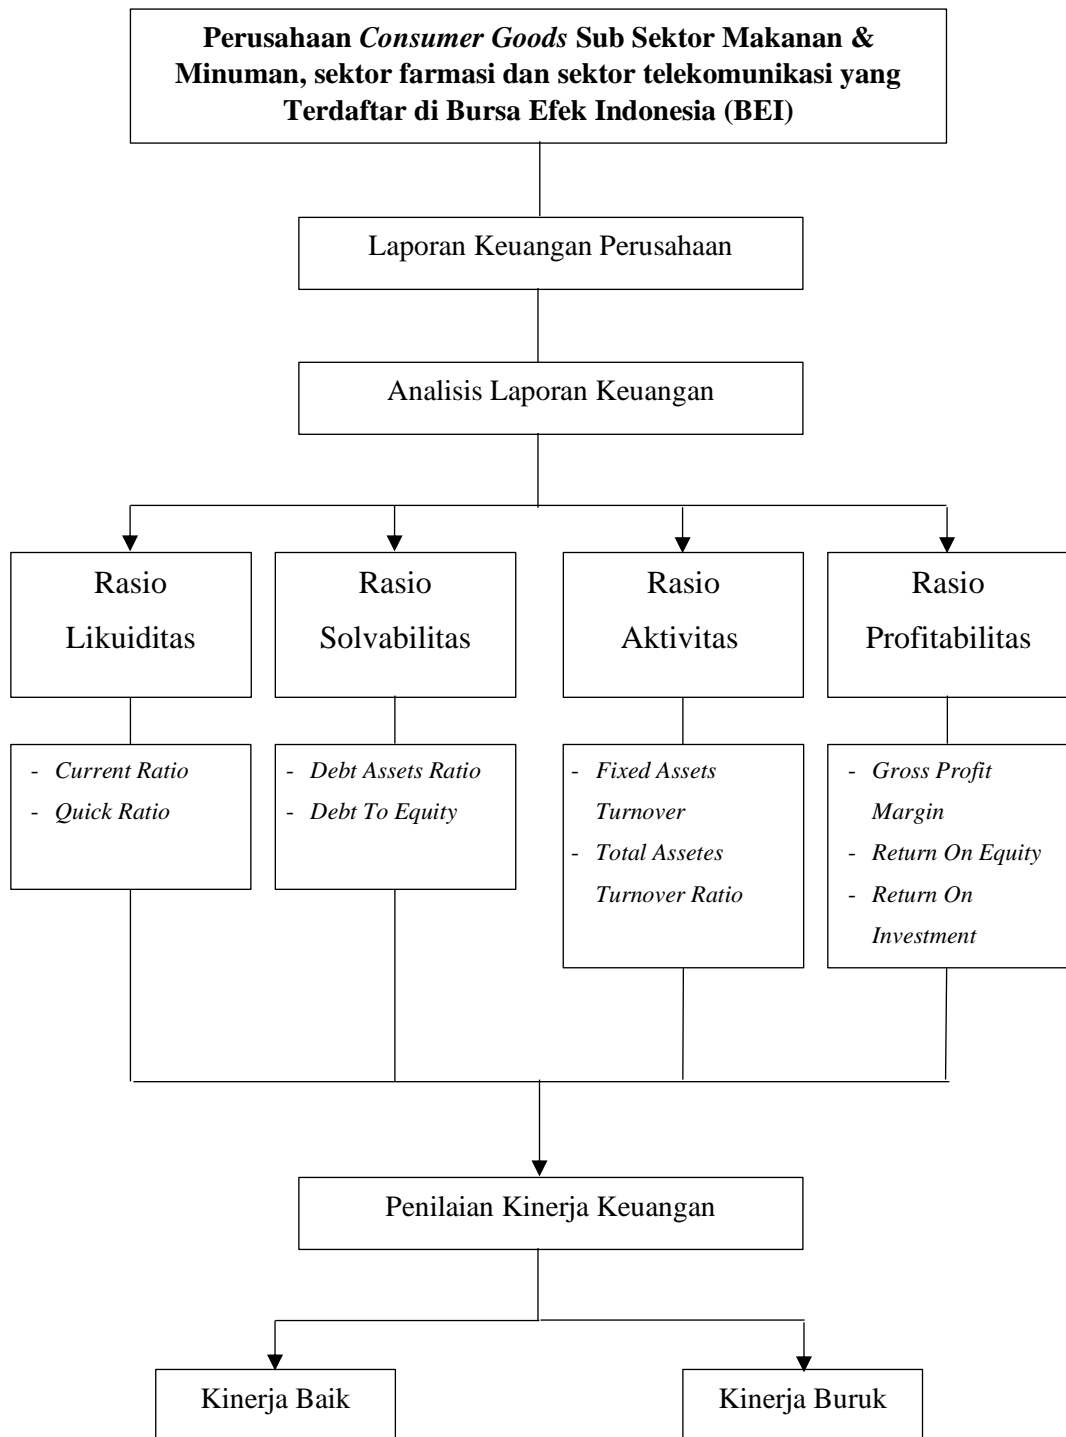 Perusahaan Consumer Goods Sub Sektor Makanan &
Minuman, sektor farmasi dan sektor telekomunikasi yang
Terdaftar di Bursa Efek Indonesia (BEI)
Laporan Keuangan Perusahaan
Analisis Laporan Keuangan
Rasio
Likuiditas
Rasio
Solvabilitas
Rasio
Aktivitas
Rasio
Profitabilitas
- Current Ratio
- Quick Ratio
- Debt Assets Ratio
- Debt To Equity
- Fixed Assets
Turnover
- Total Assetes
Turnover Ratio
- Gross Profit
Margin
- Return On Equity
- Return On
Investment
Penilaian Kinerja Keuangan
Kinerja Baik
Kinerja Buruk